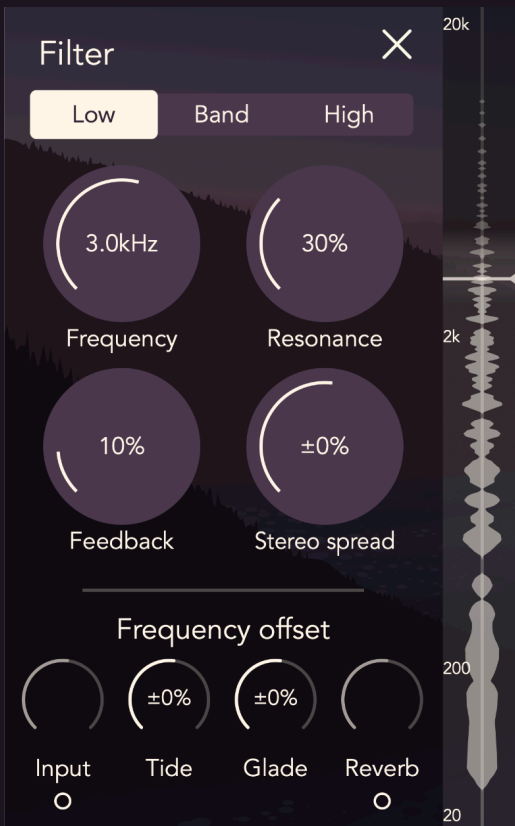 Filter
Low Band High
3.0kHz 30%
Frequency Resonance
10% ±0%
Feedback Stereo spread
Frequency offset
±0% ±0%
Input Tide Glade Reverb
20k
2k
200
20